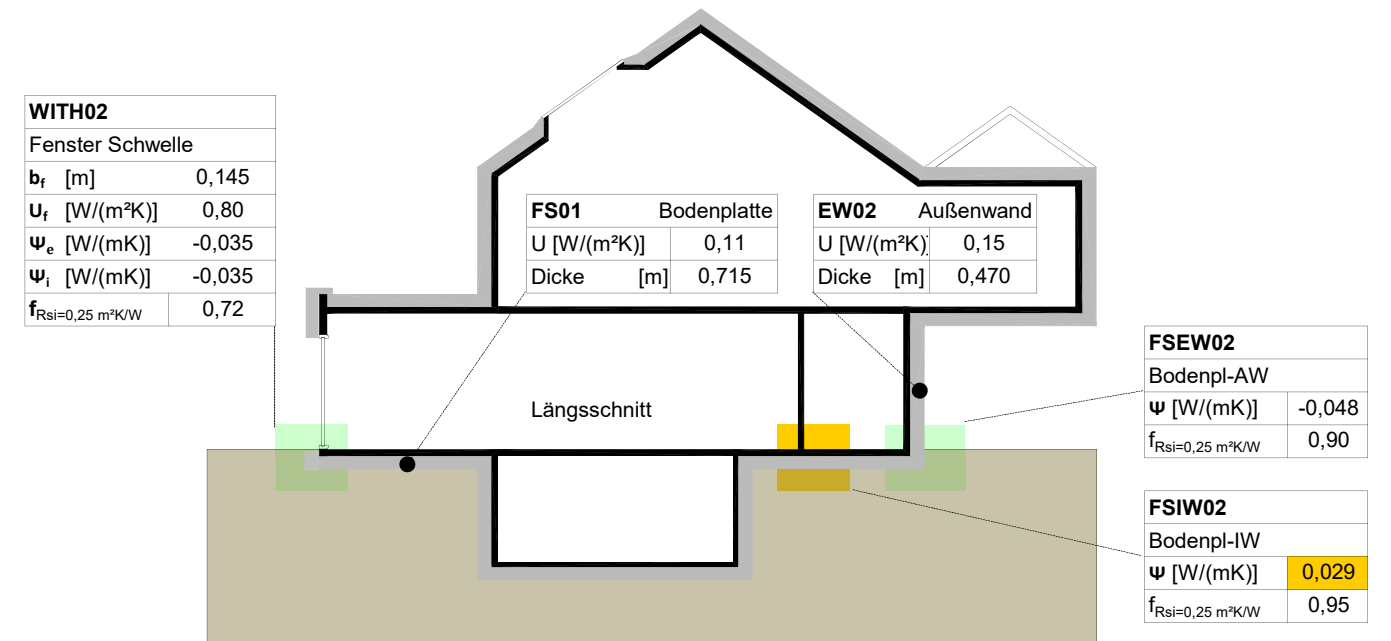 WITH02
Fenster Schwelle
bf [m] 0,145
Uf [W/(m²K)] 0,80
Ψe [W/(mK)] -0,035
Ψi [W/(mK)] -0,035
fRsi=0,25 m²K/W 0,72
FS01 Bodenplatte
U [W/(m²K)] 0,11
Dicke [m] 0,715
EW02 Außenwand
U [W/(m²K) 0,15
Dicke [m] 0,470
Längsschnitt
FSEW02
Bodenpl-AW
Ψ [W/(mK)] -0,048
fRsi=0,25 m²K/W 0,90
FSIW02
Bodenpl-IW
Ψ [W/(mK)] 0,029
fRsi=0,25 m²K/W 0,95